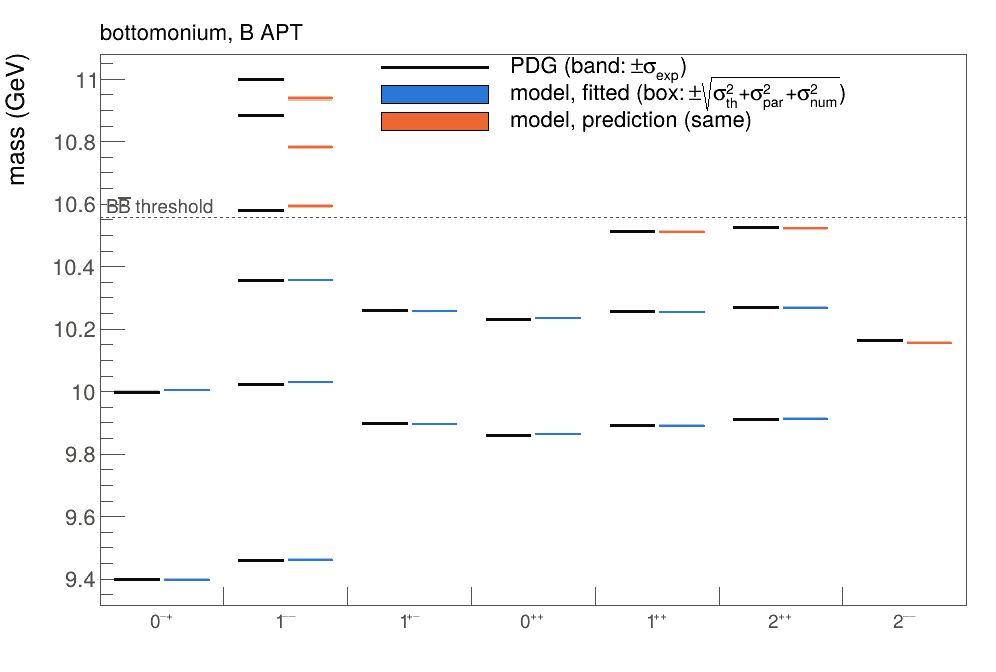 bottomonium, B APT
mass (GeV)
PDG (band: ±σexp)
model, fitted (box: ±√σ²th+σ²par+σ²num)
model, prediction (same)
11
10.8
10.6
BB̅ threshold
10.4
10.2
10
9.8
9.6
9.4
0⁻⁺ 1⁻⁻ 1⁺⁻ 0⁺⁺ 1⁺⁺ 2⁺⁺ 2⁻⁻